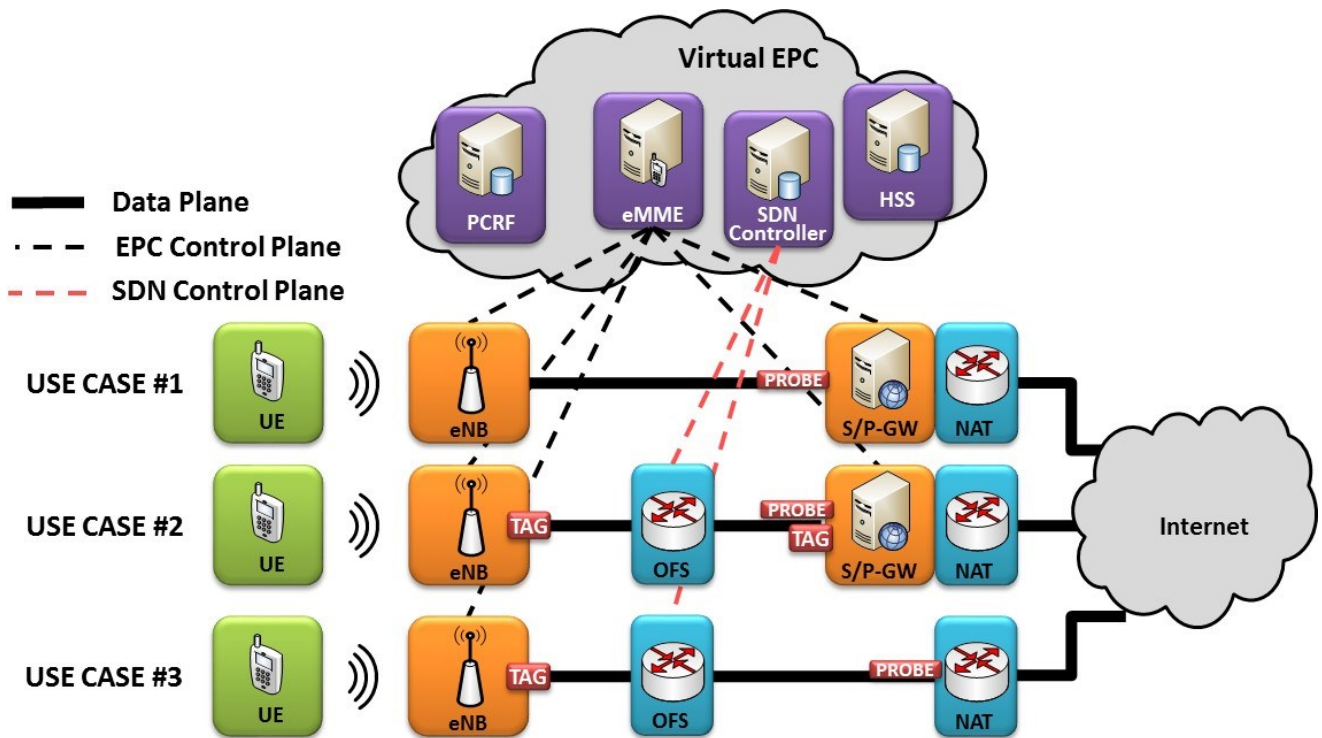 Virtual EPC
PCRF
eMME
SDN
Controller
HSS
Data Plane
EPC Control Plane
SDN Control Plane
USE CASE #1
UE
eNB
PROBE
S/P-GW
NAT
USE CASE #2
UE
eNB
TAG
OFS
PROBE
TAG
S/P-GW
NAT
Internet
USE CASE #3
UE
eNB
TAG
OFS
PROBE
NAT